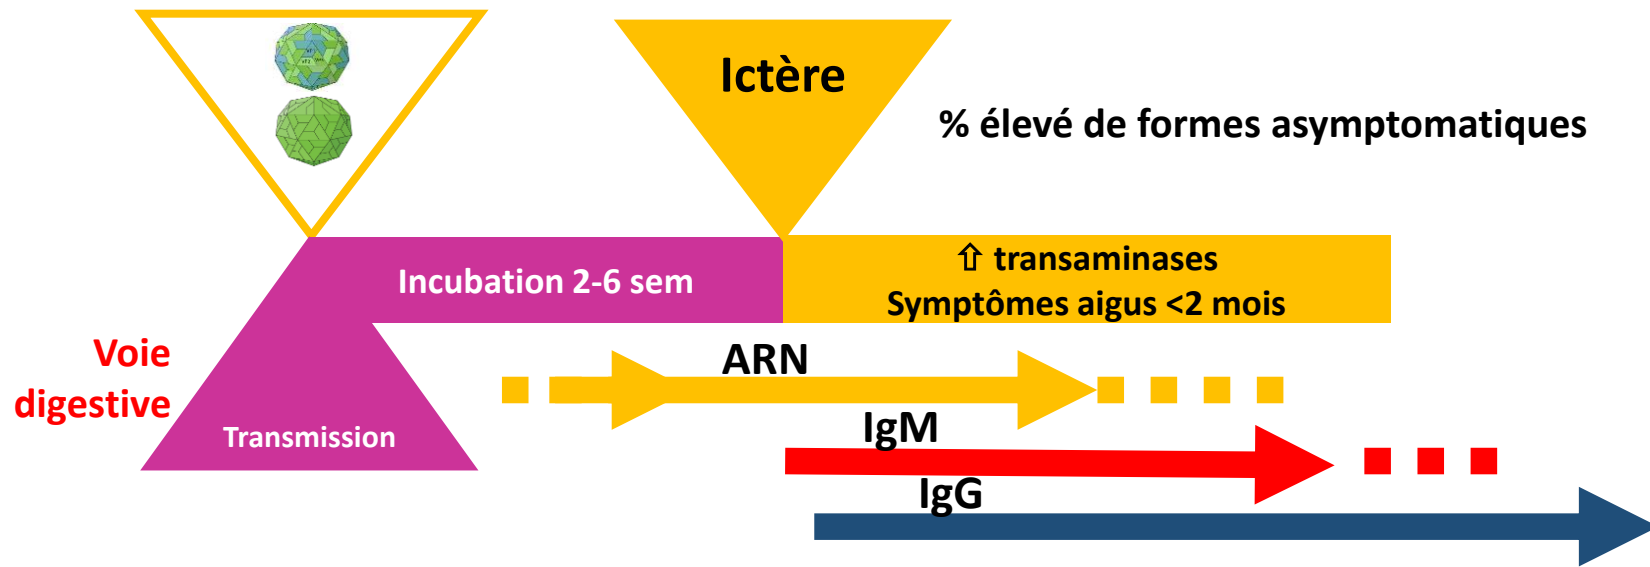 Ictère
% élevé de formes asymptomatiques
Incubation 2-6 sem
⇧ transaminases
Symptômes aigus <2 mois
Voie
digestive
Transmission
ARN
IgM
IgG